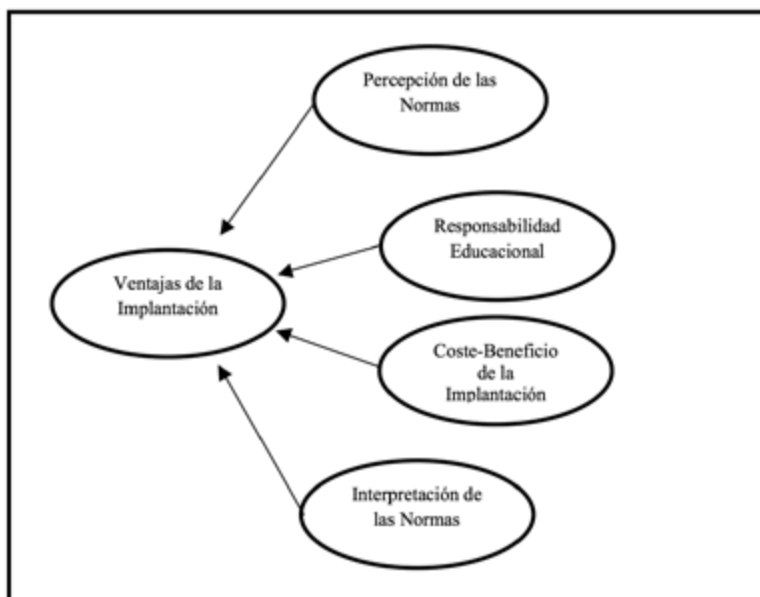 Percepción de las
Normas
Responsabilidad
Educacional
Ventajas de la
Implantación
Coste-Beneficio
de la
Implantación
Interpretación de
las Normas